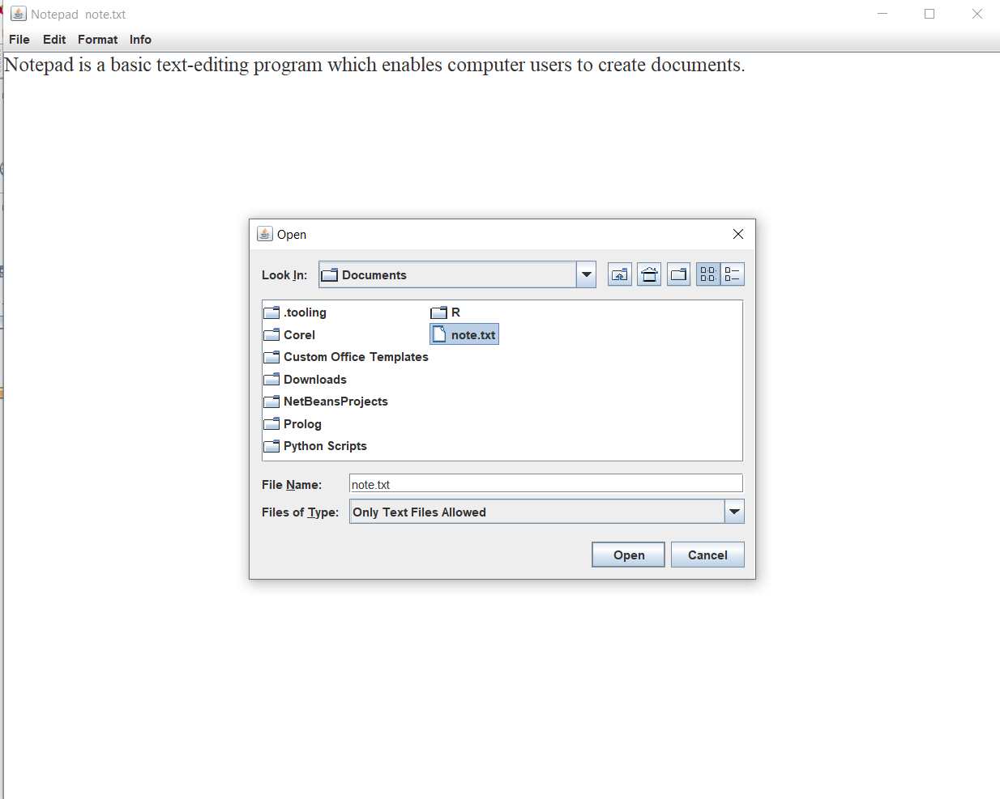 Notepad note.txt
File Edit Format Info
Notepad is a basic text-editing program which enables computer users to create documents.
Open
Look In: Documents
.tooling
Corel
Custom Office Templates
Downloads
NetBeansProjects
Prolog
Python Scripts
R
note.txt
File Name: note.txt
Files of Type: Only Text Files Allowed
Open Cancel